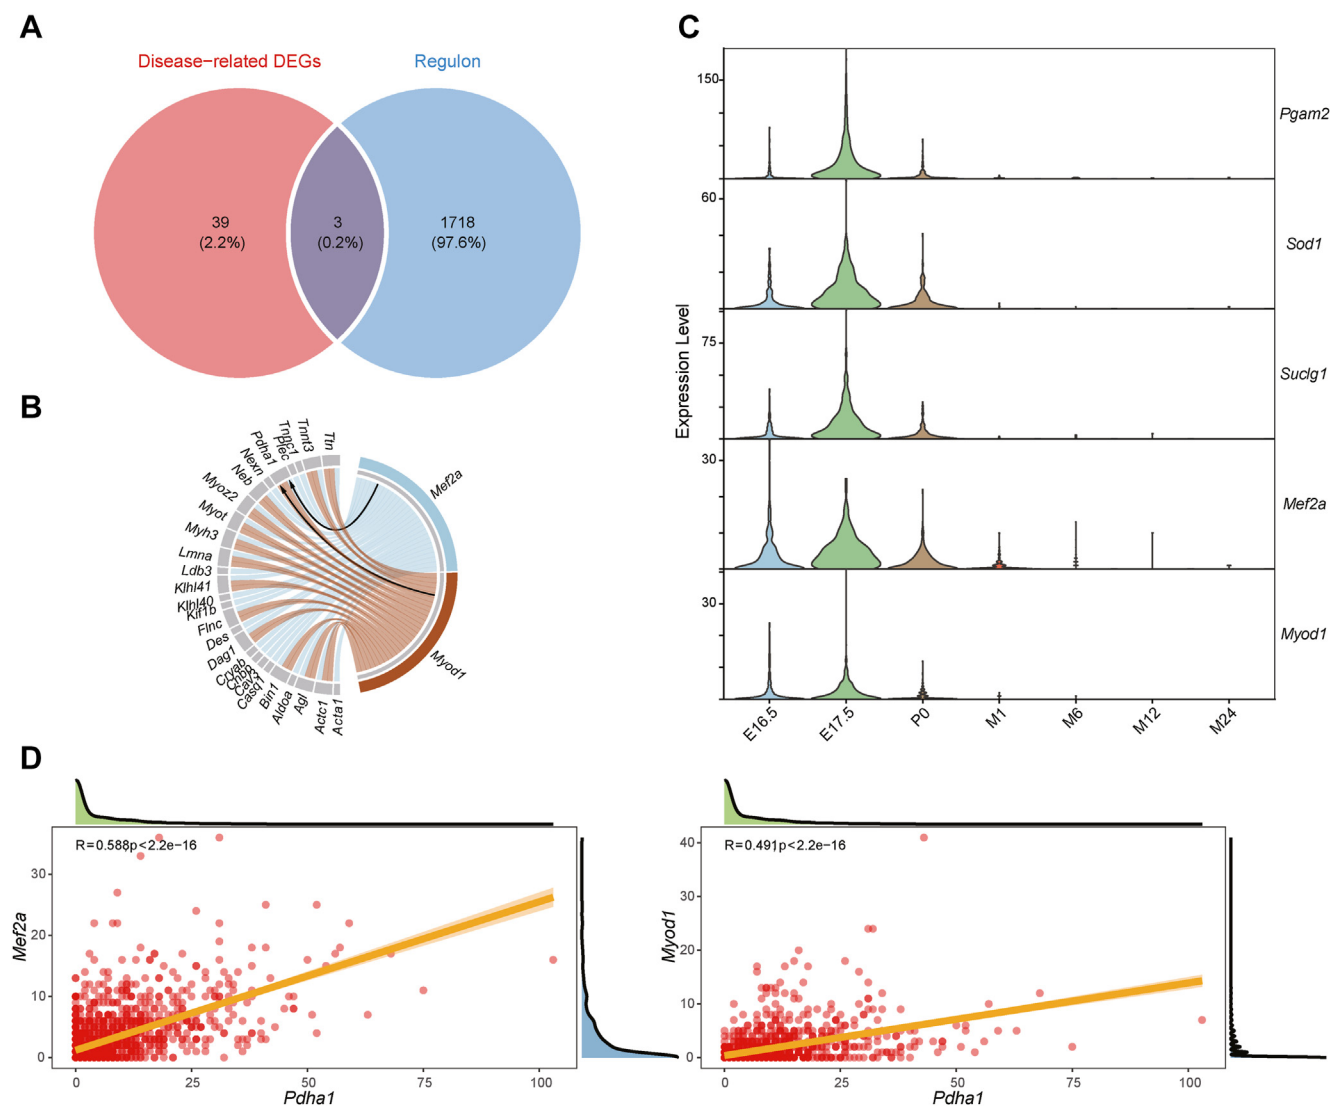 A
Disease-related DEGs
Regulon
39
(2.2%)
3
(0.2%)
1718
(97.6%)
B
Ttn
Tnnt3
Tnnc1
Plec
Pdha1
Nexn
Neb
Myoz2
Myot
Myh3
Lmna
Ldb3
Klhl41
Klhl40
Kif1b
Flnc
Des
Dag1
Cryab
Cnbp
Cav3
Casq1
Bin1
Aldoa
Agl
Actc1
Acta1
Mef2a
Myod1
C
Expression Level
150
Pgam2
60
Sod1
75
Suclg1
30
Mef2a
30
Myod1
E16.5
E17.5
P0
M1
M6
M12
M24
D
R=0.588p<2.2e-16
Mef2a
30
20
10
0
0
25
50
75
100
Pdha1
R=0.491p<2.2e-16
Myod1
40
30
20
10
0
0
25
50
75
100
Pdha1